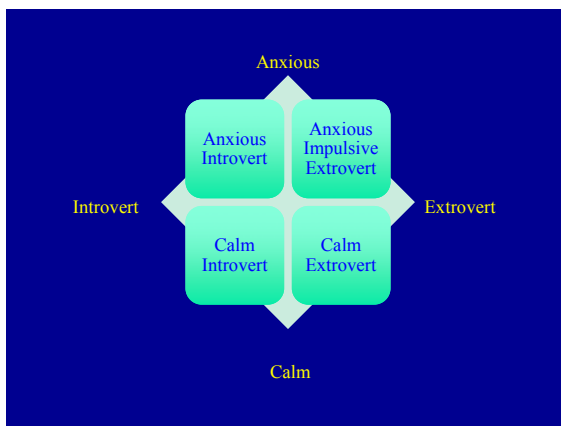 Anxious
Anxious
Introvert
Anxious
Impulsive
Extrovert
Introvert
Extrovert
Calm
Introvert
Calm
Extrovert
Calm